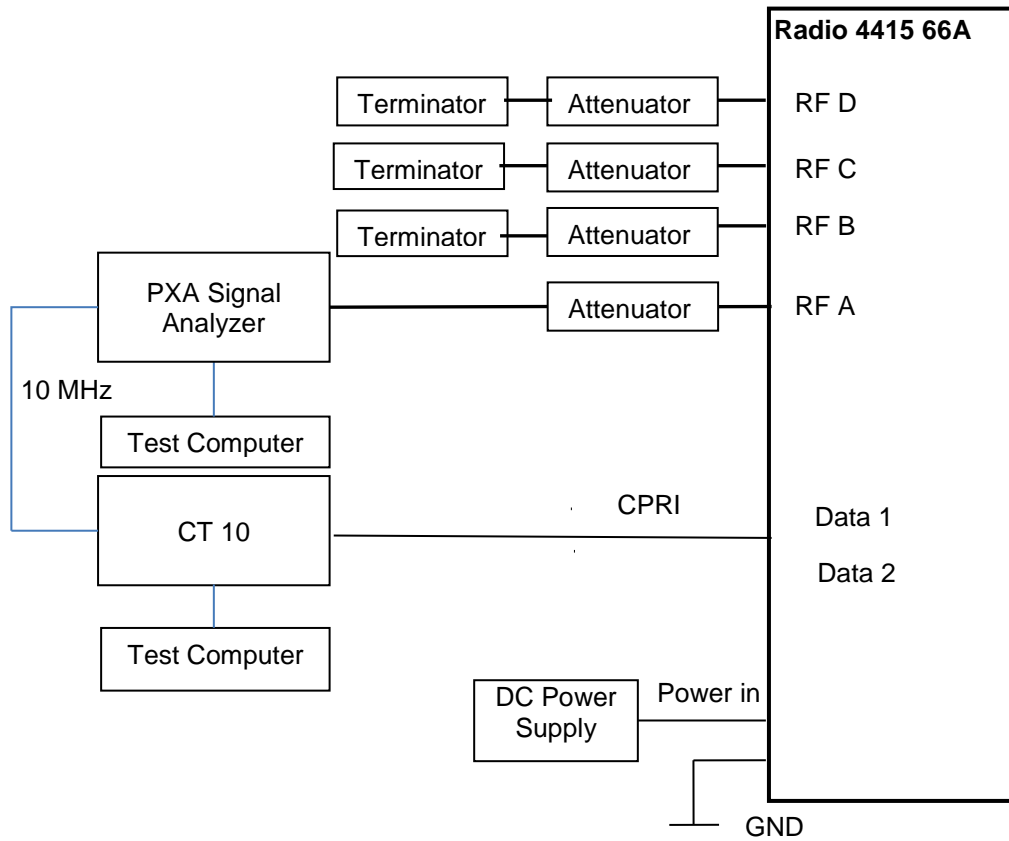 Radio 4415 66A
Terminator
Attenuator
RF D
Terminator
Attenuator
RF C
Terminator
Attenuator
RF B
PXA Signal
Analyzer
Attenuator
RF A
10 MHz
Test Computer
CT 10
CPRI
Data 1
Data 2
Test Computer
DC Power
Supply
Power in
GND